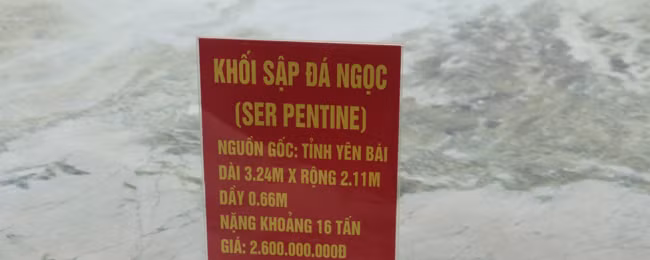 KHỐI SẬP ĐÁ NGỌC
(SER PENTINE)
NGUỒN GỐC: TỈNH YÊN BÁI
DÀI 3.24M X RỘNG 2.11M
DẦY 0.66M
NẶNG KHOẢNG 16 TẤN
GIÁ: 2.600.000.000Đ